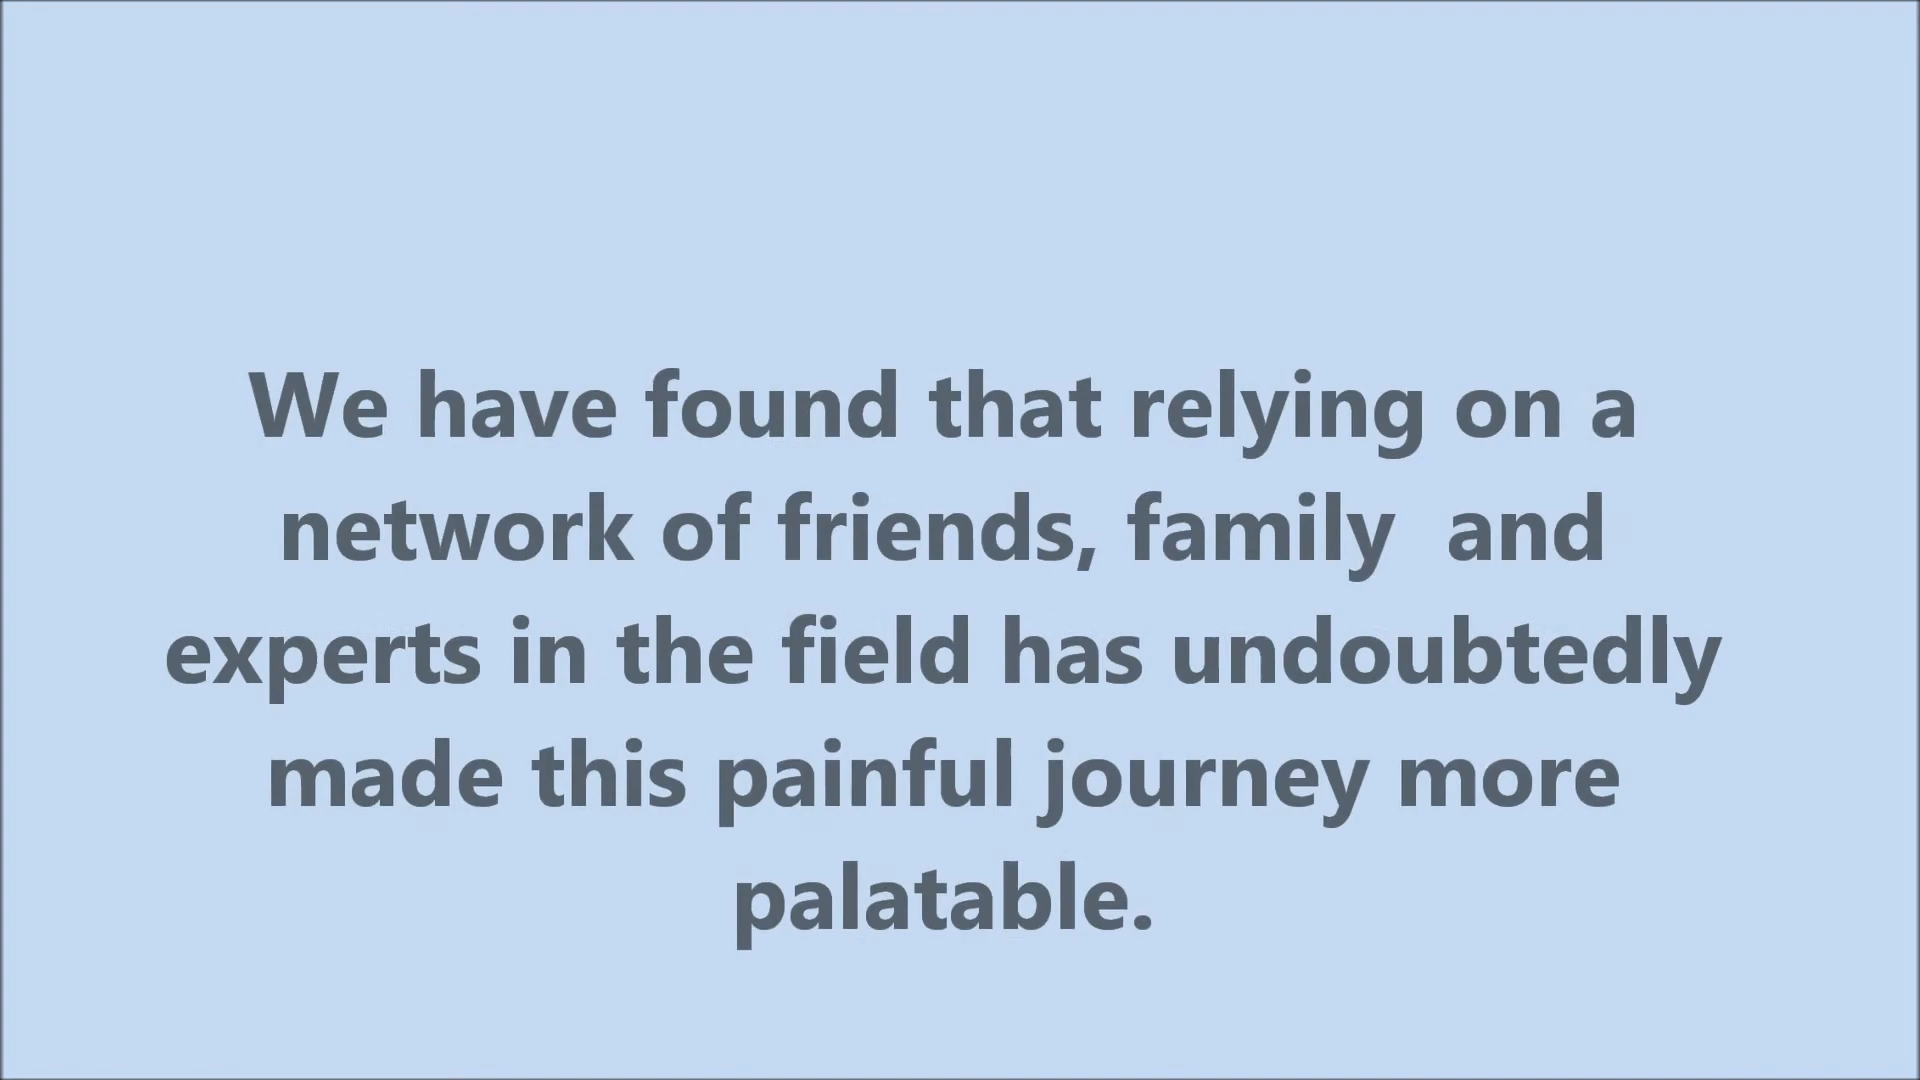 We have found that relying on a
network of friends, family  and
experts in the field has undoubtedly
made this painful journey more
palatable.